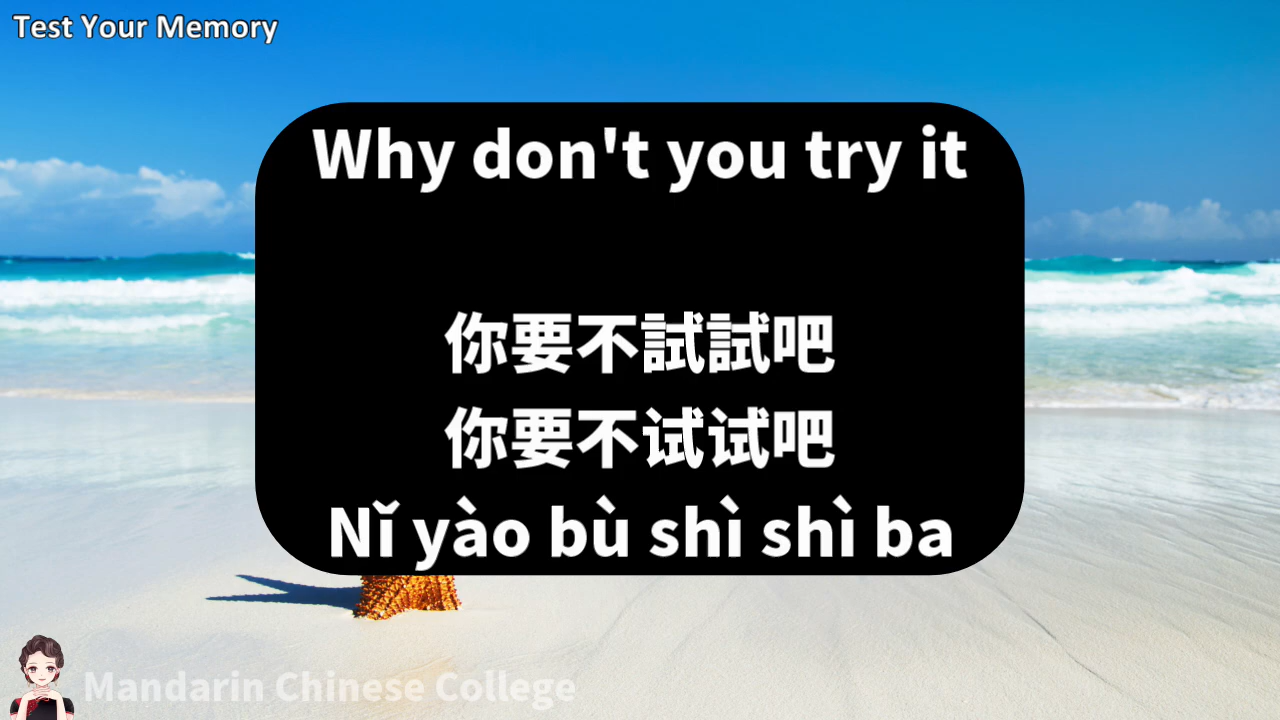 Test Your Memory
Why don't you try it
你要不試試吧
你要不试试吧
Nǐ yào bù shì shì ba
Mandarin Chinese College